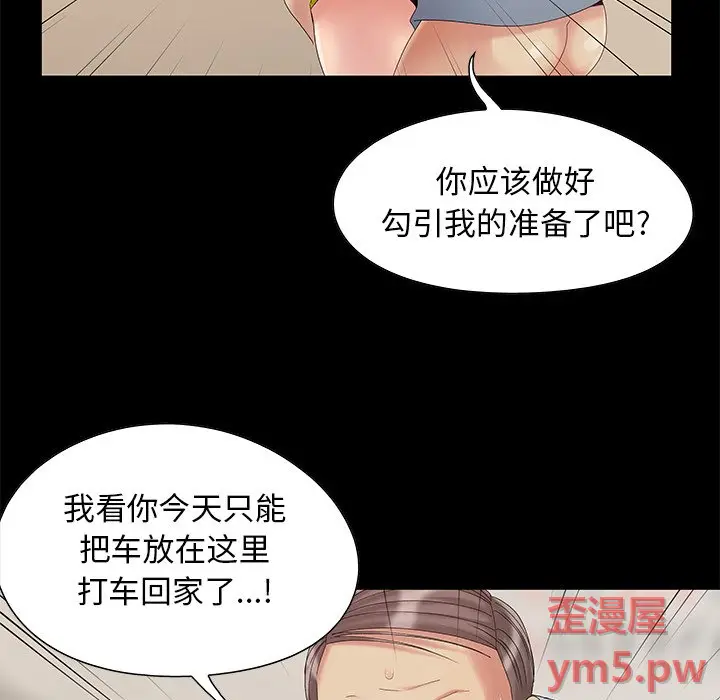 你应该做好
勾引我的准备了吧?
我看你今天只能
把车放在这里
打车回家了...!
歪漫屋
ym5.pw